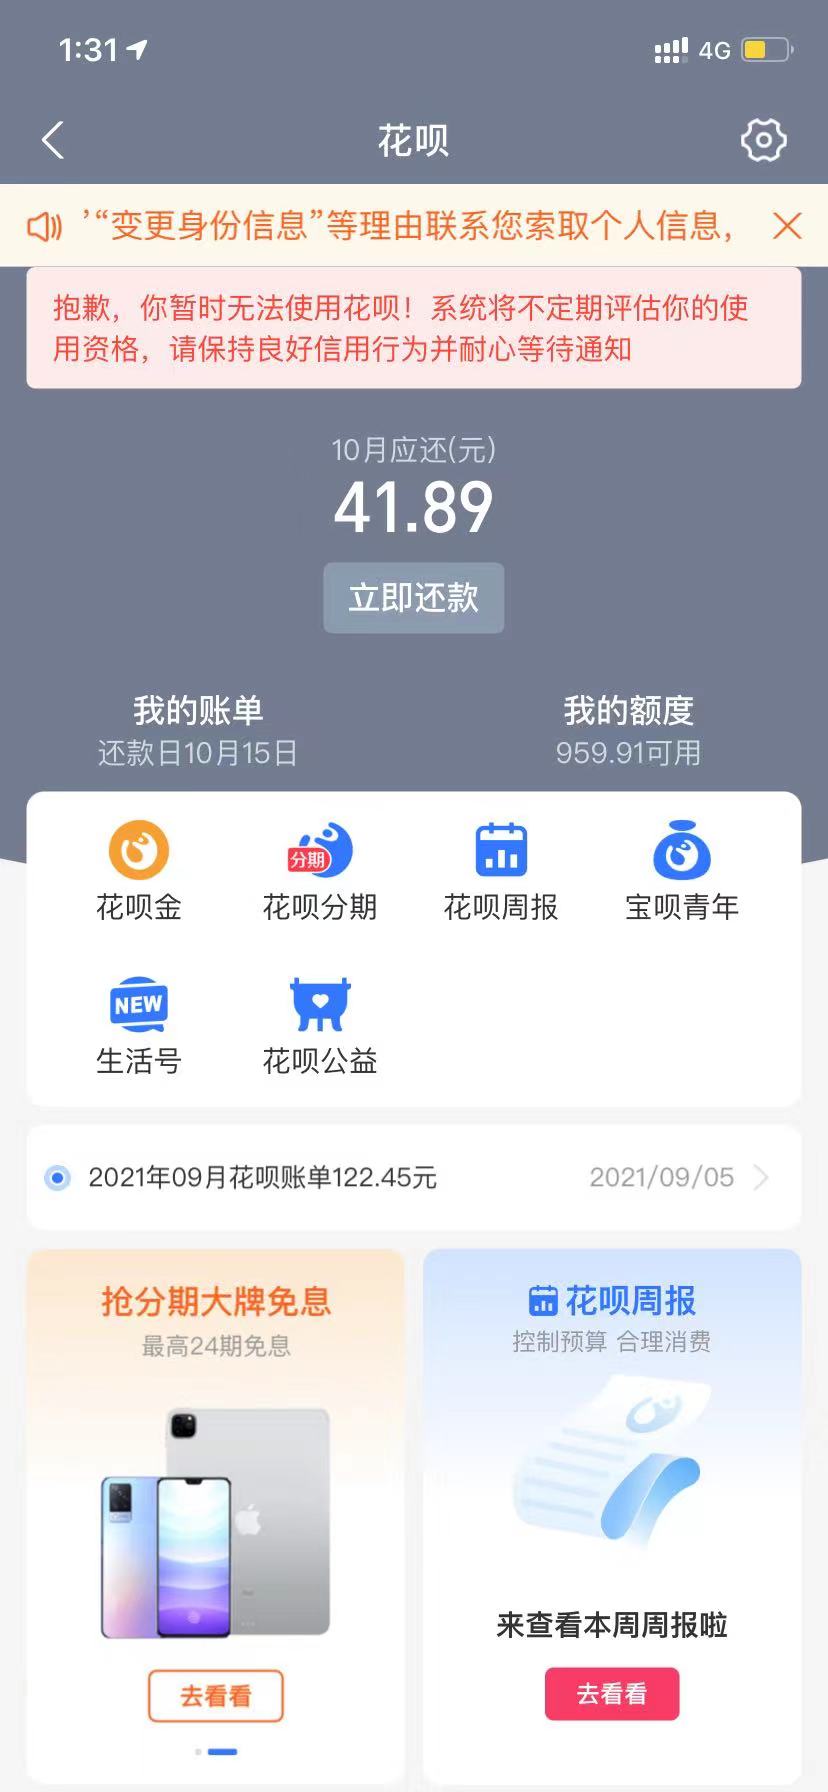 1:31
4G
花呗
’“变更身份信息”等理由联系您索取个人信息，
抱歉，你暂时无法使用花呗！系统将不定期评估你的使
用资格，请保持良好信用行为并耐心等待通知
10月应还(元)
41.89
立即还款
我的账单
还款日10月15日
我的额度
959.91可用
花呗金
分期
花呗分期
花呗周报
宝呗青年
NEW
生活号
花呗公益
2021年09月花呗账单122.45元
2021/09/05
抢分期大牌免息
最高24期免息
去看看
花呗周报
控制预算 合理消费
来查看本周周报啦
去看看